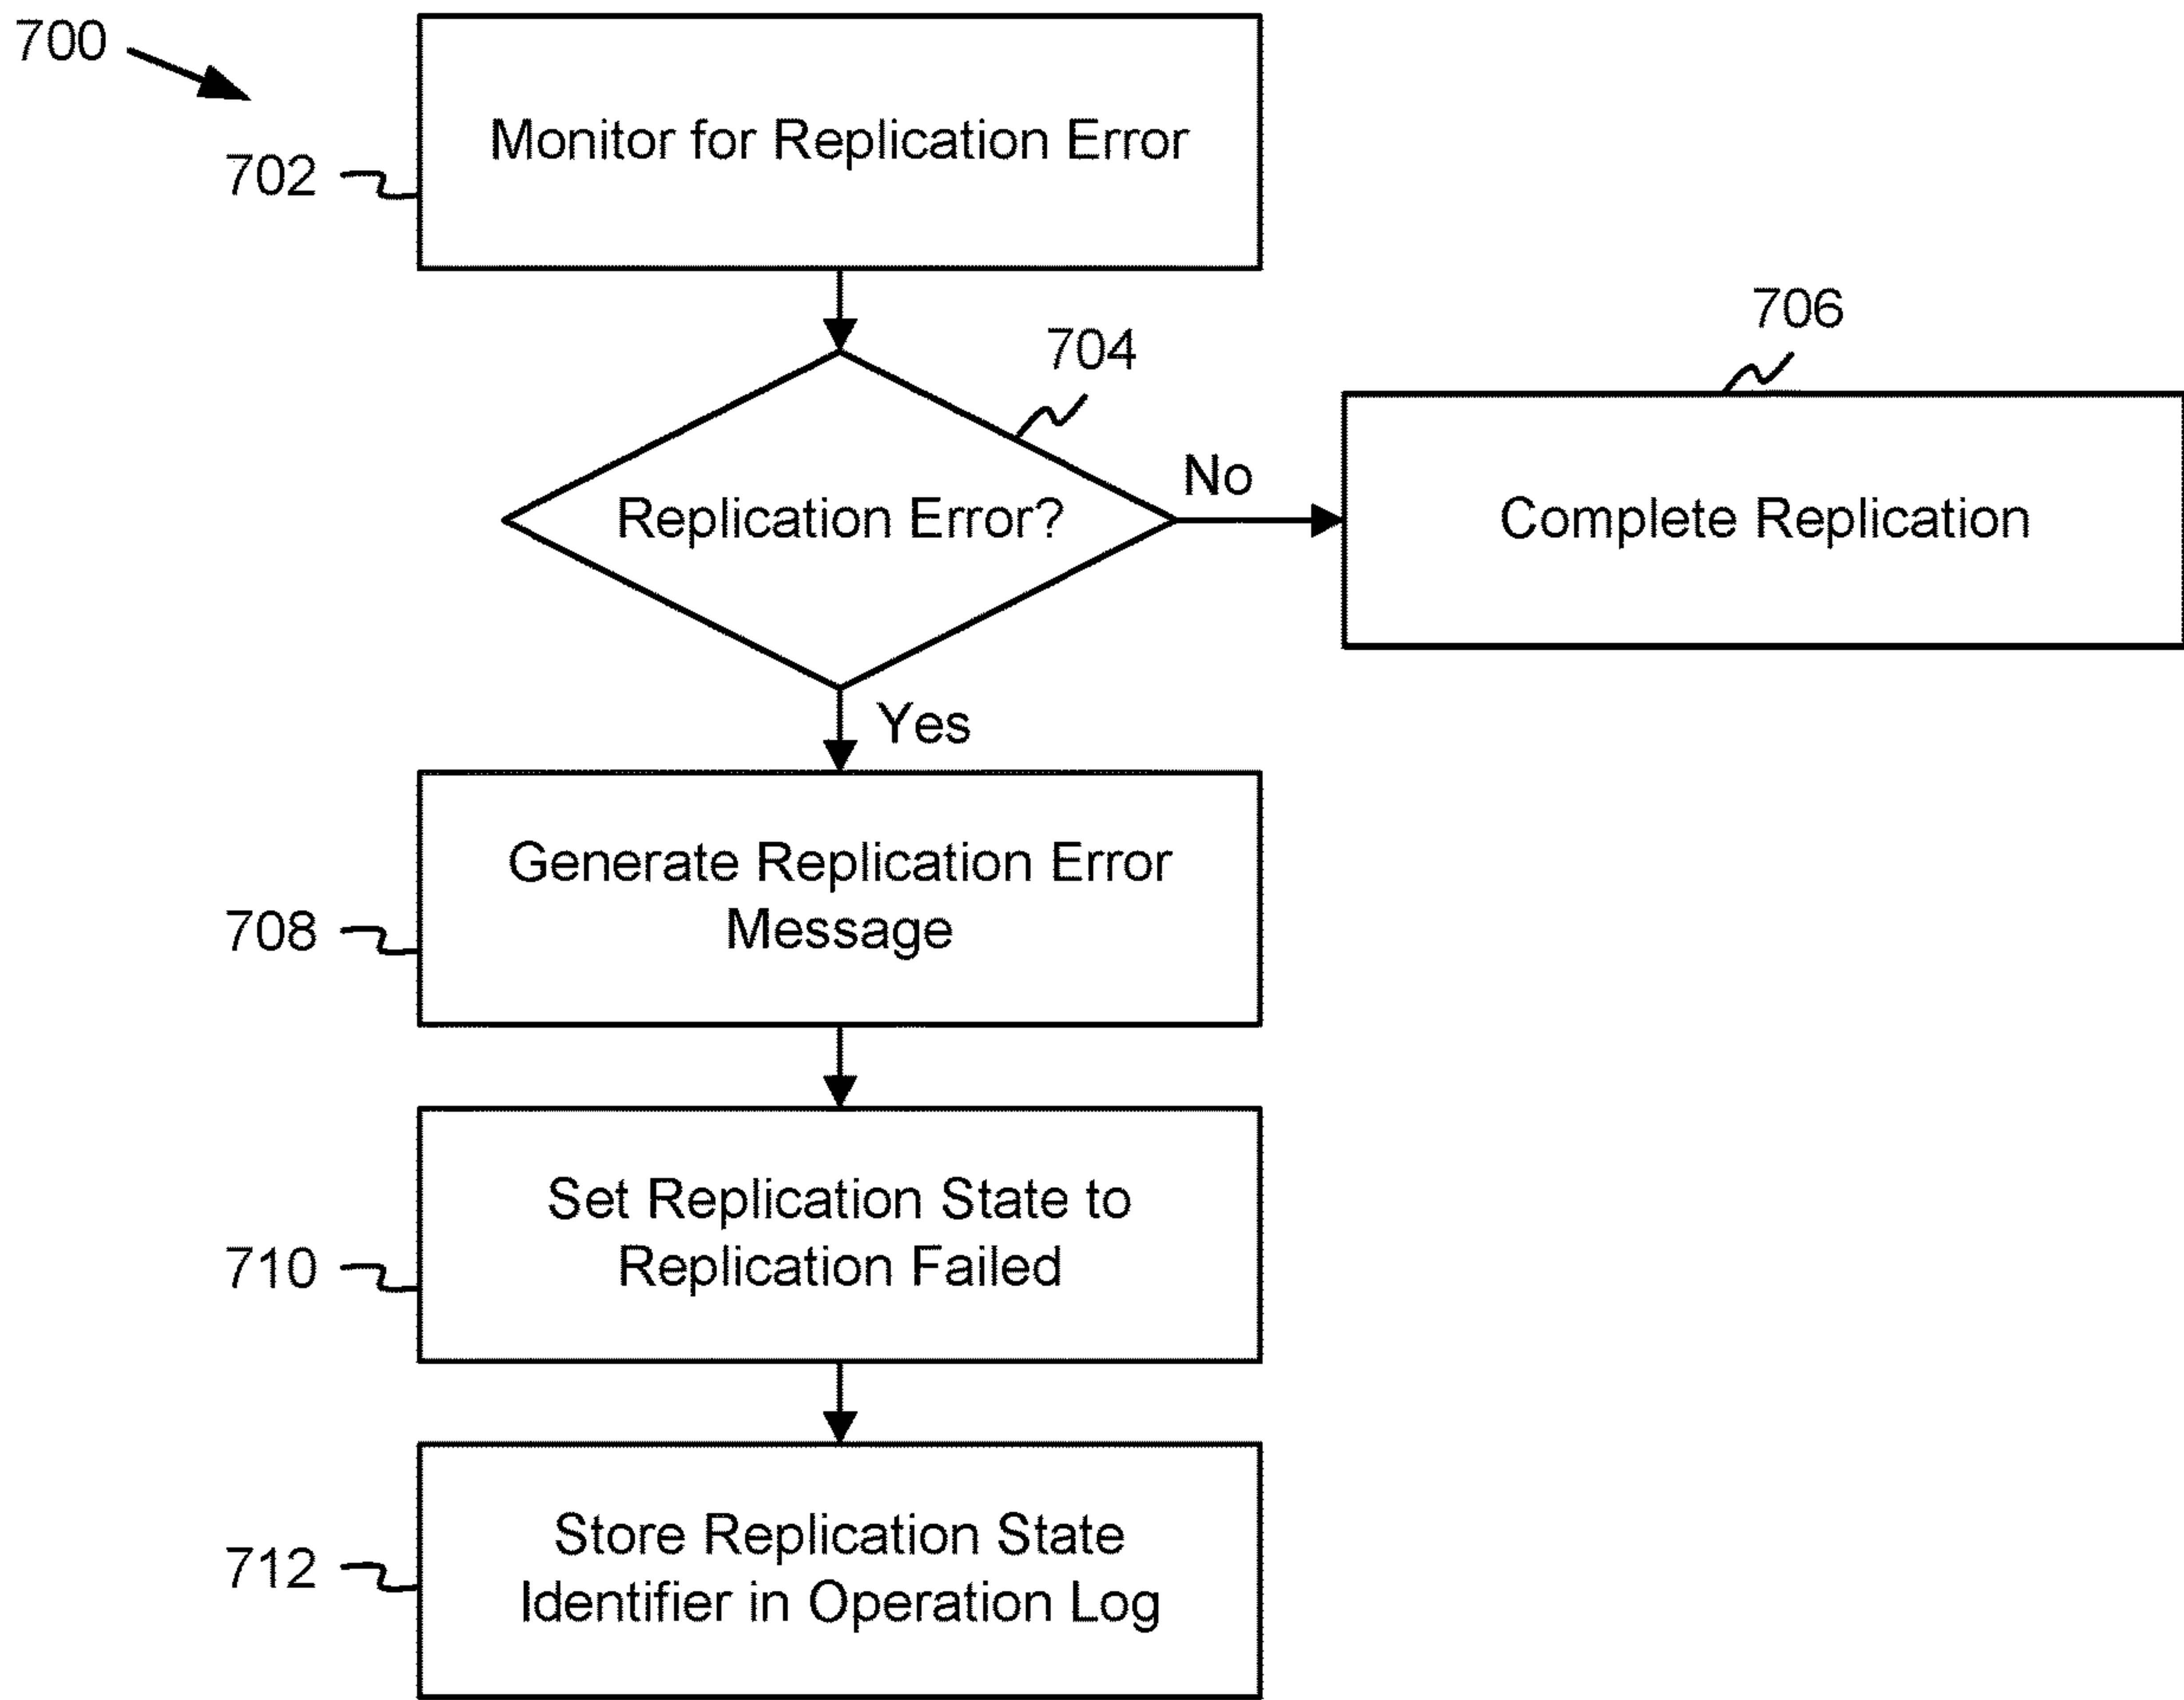 700
Monitor for Replication Error
702
704
706
No
Replication Error?
Complete Replication
Yes
Generate Replication Error
Message
708
Set Replication State to
Replication Failed
710
Store Replication State
Identifier in Operation Log
712